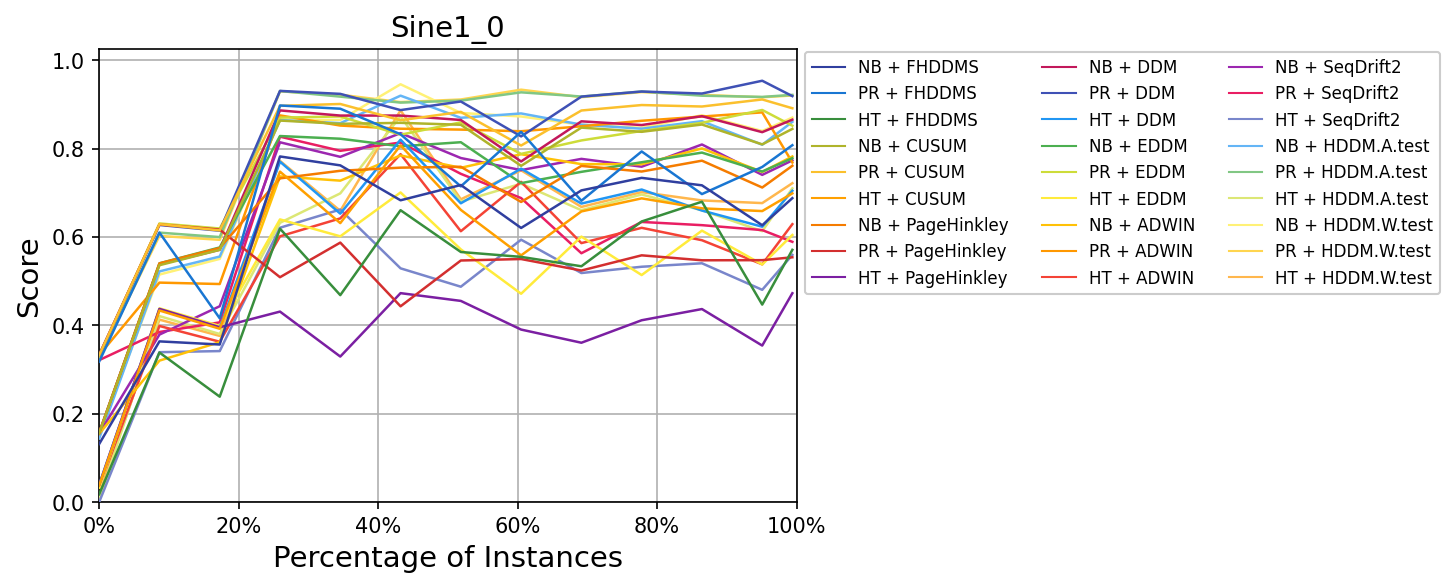 Sine1_0
1.0
0.8
0.6
0.4
0.2
0.0
Score
0%
20%
40%
60%
80%
100%
Percentage of Instances
NB + FHDDMS
PR + FHDDMS
HT + FHDDMS
NB + CUSUM
PR + CUSUM
HT + CUSUM
NB + PageHinkley
PR + PageHinkley
HT + PageHinkley
NB + DDM
PR + DDM
HT + DDM
NB + EDDM
PR + EDDM
HT + EDDM
NB + ADWIN
PR + ADWIN
HT + ADWIN
NB + SeqDrift2
PR + SeqDrift2
HT + SeqDrift2
NB + HDDM.A.test
PR + HDDM.A.test
HT + HDDM.A.test
NB + HDDM.W.test
PR + HDDM.W.test
HT + HDDM.W.test